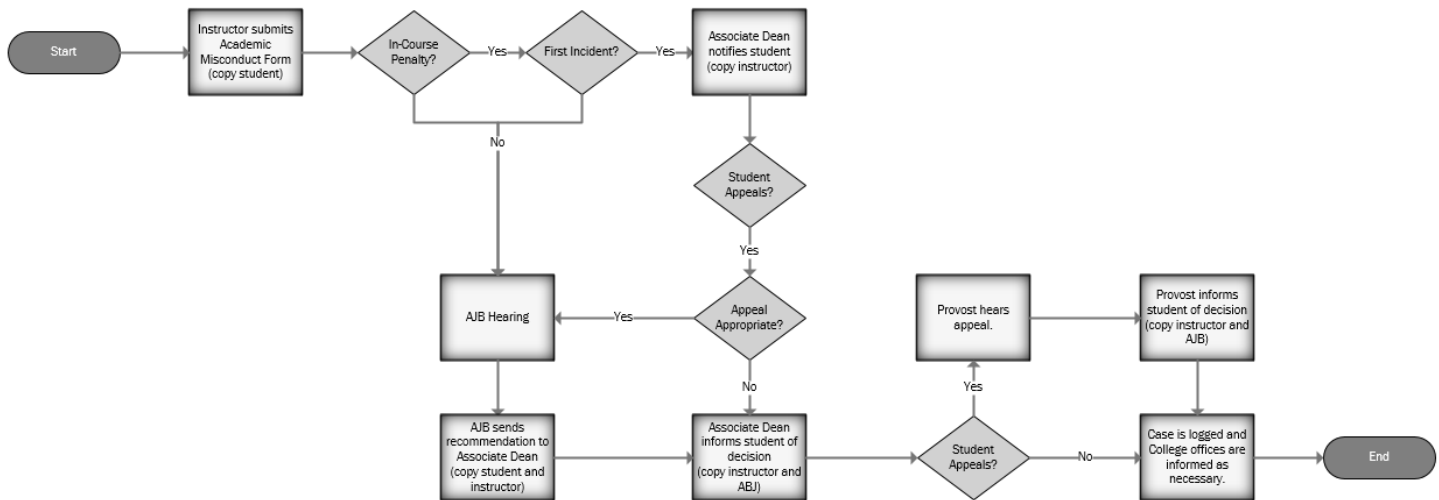 Start
Instructor submits
Academic
Misconduct Form
(copy student)
In-Course
Penalty?
Yes
First Incident?
Yes
Associate Dean
notifies student
(copy instructor)
No
Student
Appeals?
Yes
AJB Hearing
Yes
Appeal
Appropriate?
Provost hears
appeal.
Provost informs
student of decision
(copy instructor and
AJB)
No
Yes
AJB sends
recommendation to
Associate Dean
(copy student and
instructor)
Associate Dean
informs student of
decision
(copy instructor and
ABJ)
Student
Appeals?
No
Case is logged and
College offices are
informed as
necessary.
End